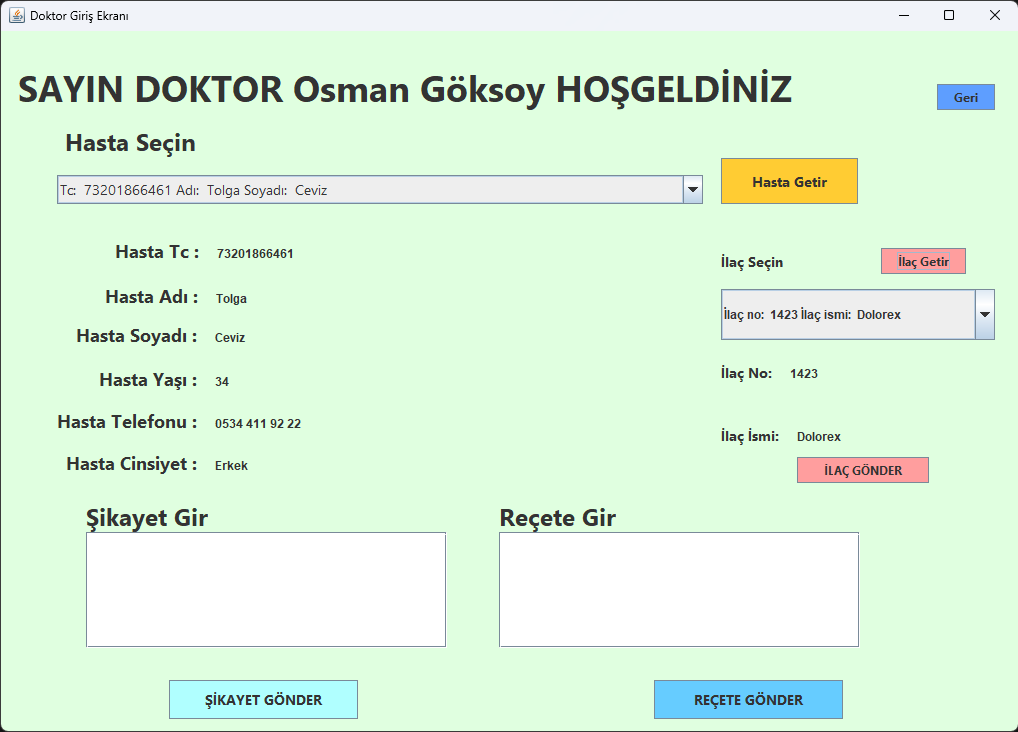 Doktor Giriş Ekranı
SAYIN DOKTOR Osman Göksoy HOŞGELDİNİZ
Geri
Hasta Seçin
Tc: 73201866461 Adı: Tolga Soyadı: Ceviz
Hasta Getir
Hasta Tc : 73201866461
Hasta Adı : Tolga
Hasta Soyadı : Ceviz
Hasta Yaşı : 34
Hasta Telefonu : 0534 411 92 22
Hasta Cinsiyet : Erkek
İlaç Seçin
İlaç Getir
İlaç no: 1423 İlaç ismi: Dolorex
İlaç No: 1423
İlaç İsmi: Dolorex
İLAÇ GÖNDER
Şikayet Gir
Reçete Gir
ŞİKAYET GÖNDER
REÇETE GÖNDER